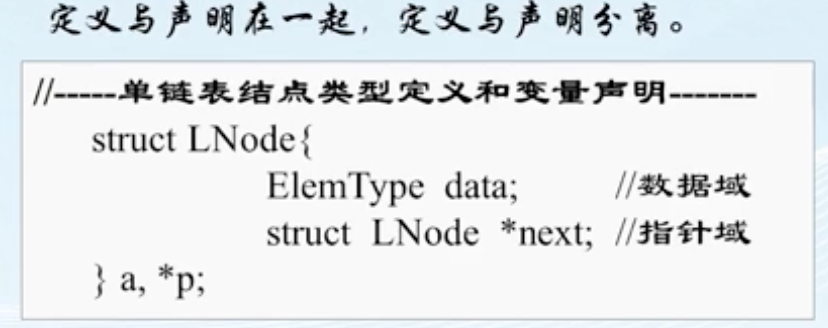 定义与声明在一起，定义与声明分离。
//-----单链表结点类型定义和变量声明-------
struct LNode{
ElemType data; //数据域
struct LNode *next; //指针域
} a, *p;